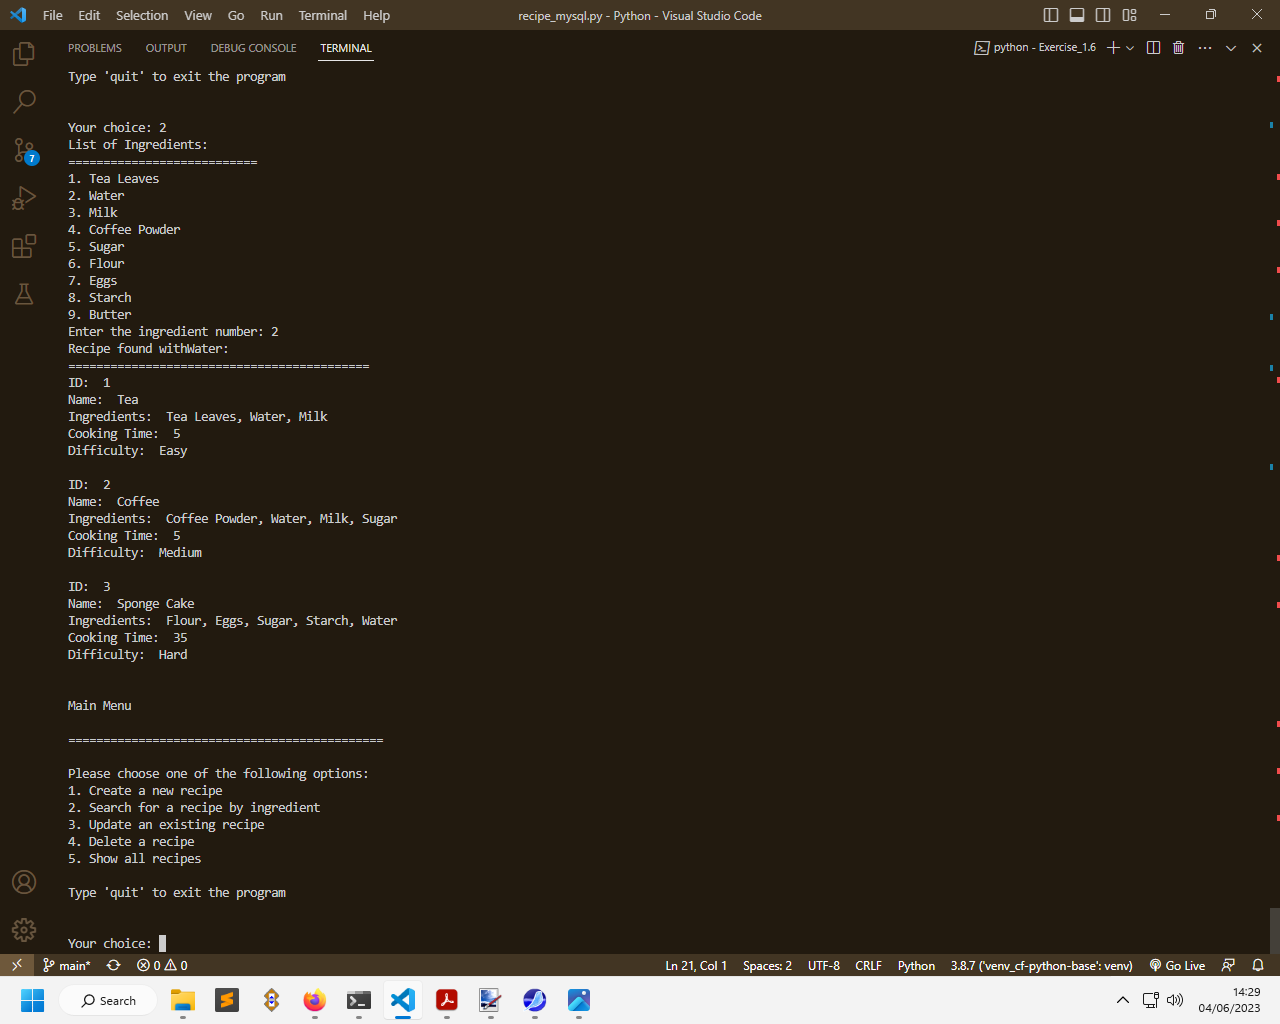 File Edit Selection View Go Run Terminal Help recipe_mysql.py - Python - Visual Studio Code
PROBLEMS OUTPUT DEBUG CONSOLE TERMINAL python - Exercise_1.6
Type 'quit' to exit the program
Your choice: 2
List of Ingredients:
===========================
1. Tea Leaves
2. Water
3. Milk
4. Coffee Powder
5. Sugar
6. Flour
7. Eggs
8. Starch
9. Butter
Enter the ingredient number: 2
Recipe found withWater:
===========================================
ID:  1
Name:  Tea
Ingredients:  Tea Leaves, Water, Milk
Cooking Time:  5
Difficulty:  Easy
ID:  2
Name:  Coffee
Ingredients:  Coffee Powder, Water, Milk, Sugar
Cooking Time:  5
Difficulty:  Medium
ID:  3
Name:  Sponge Cake
Ingredients:  Flour, Eggs, Sugar, Starch, Water
Cooking Time:  35
Difficulty:  Hard
Main Menu
=============================================
Please choose one of the following options:
1. Create a new recipe
2. Search for a recipe by ingredient
3. Update an existing recipe
4. Delete a recipe
5. Show all recipes
Type 'quit' to exit the program
Your choice:
7
main* 0 0 Ln 21, Col 1 Spaces: 2 UTF-8 CRLF Python 3.8.7 ('venv_cf-python-base': venv) Go Live
Search
14:29
04/06/2023